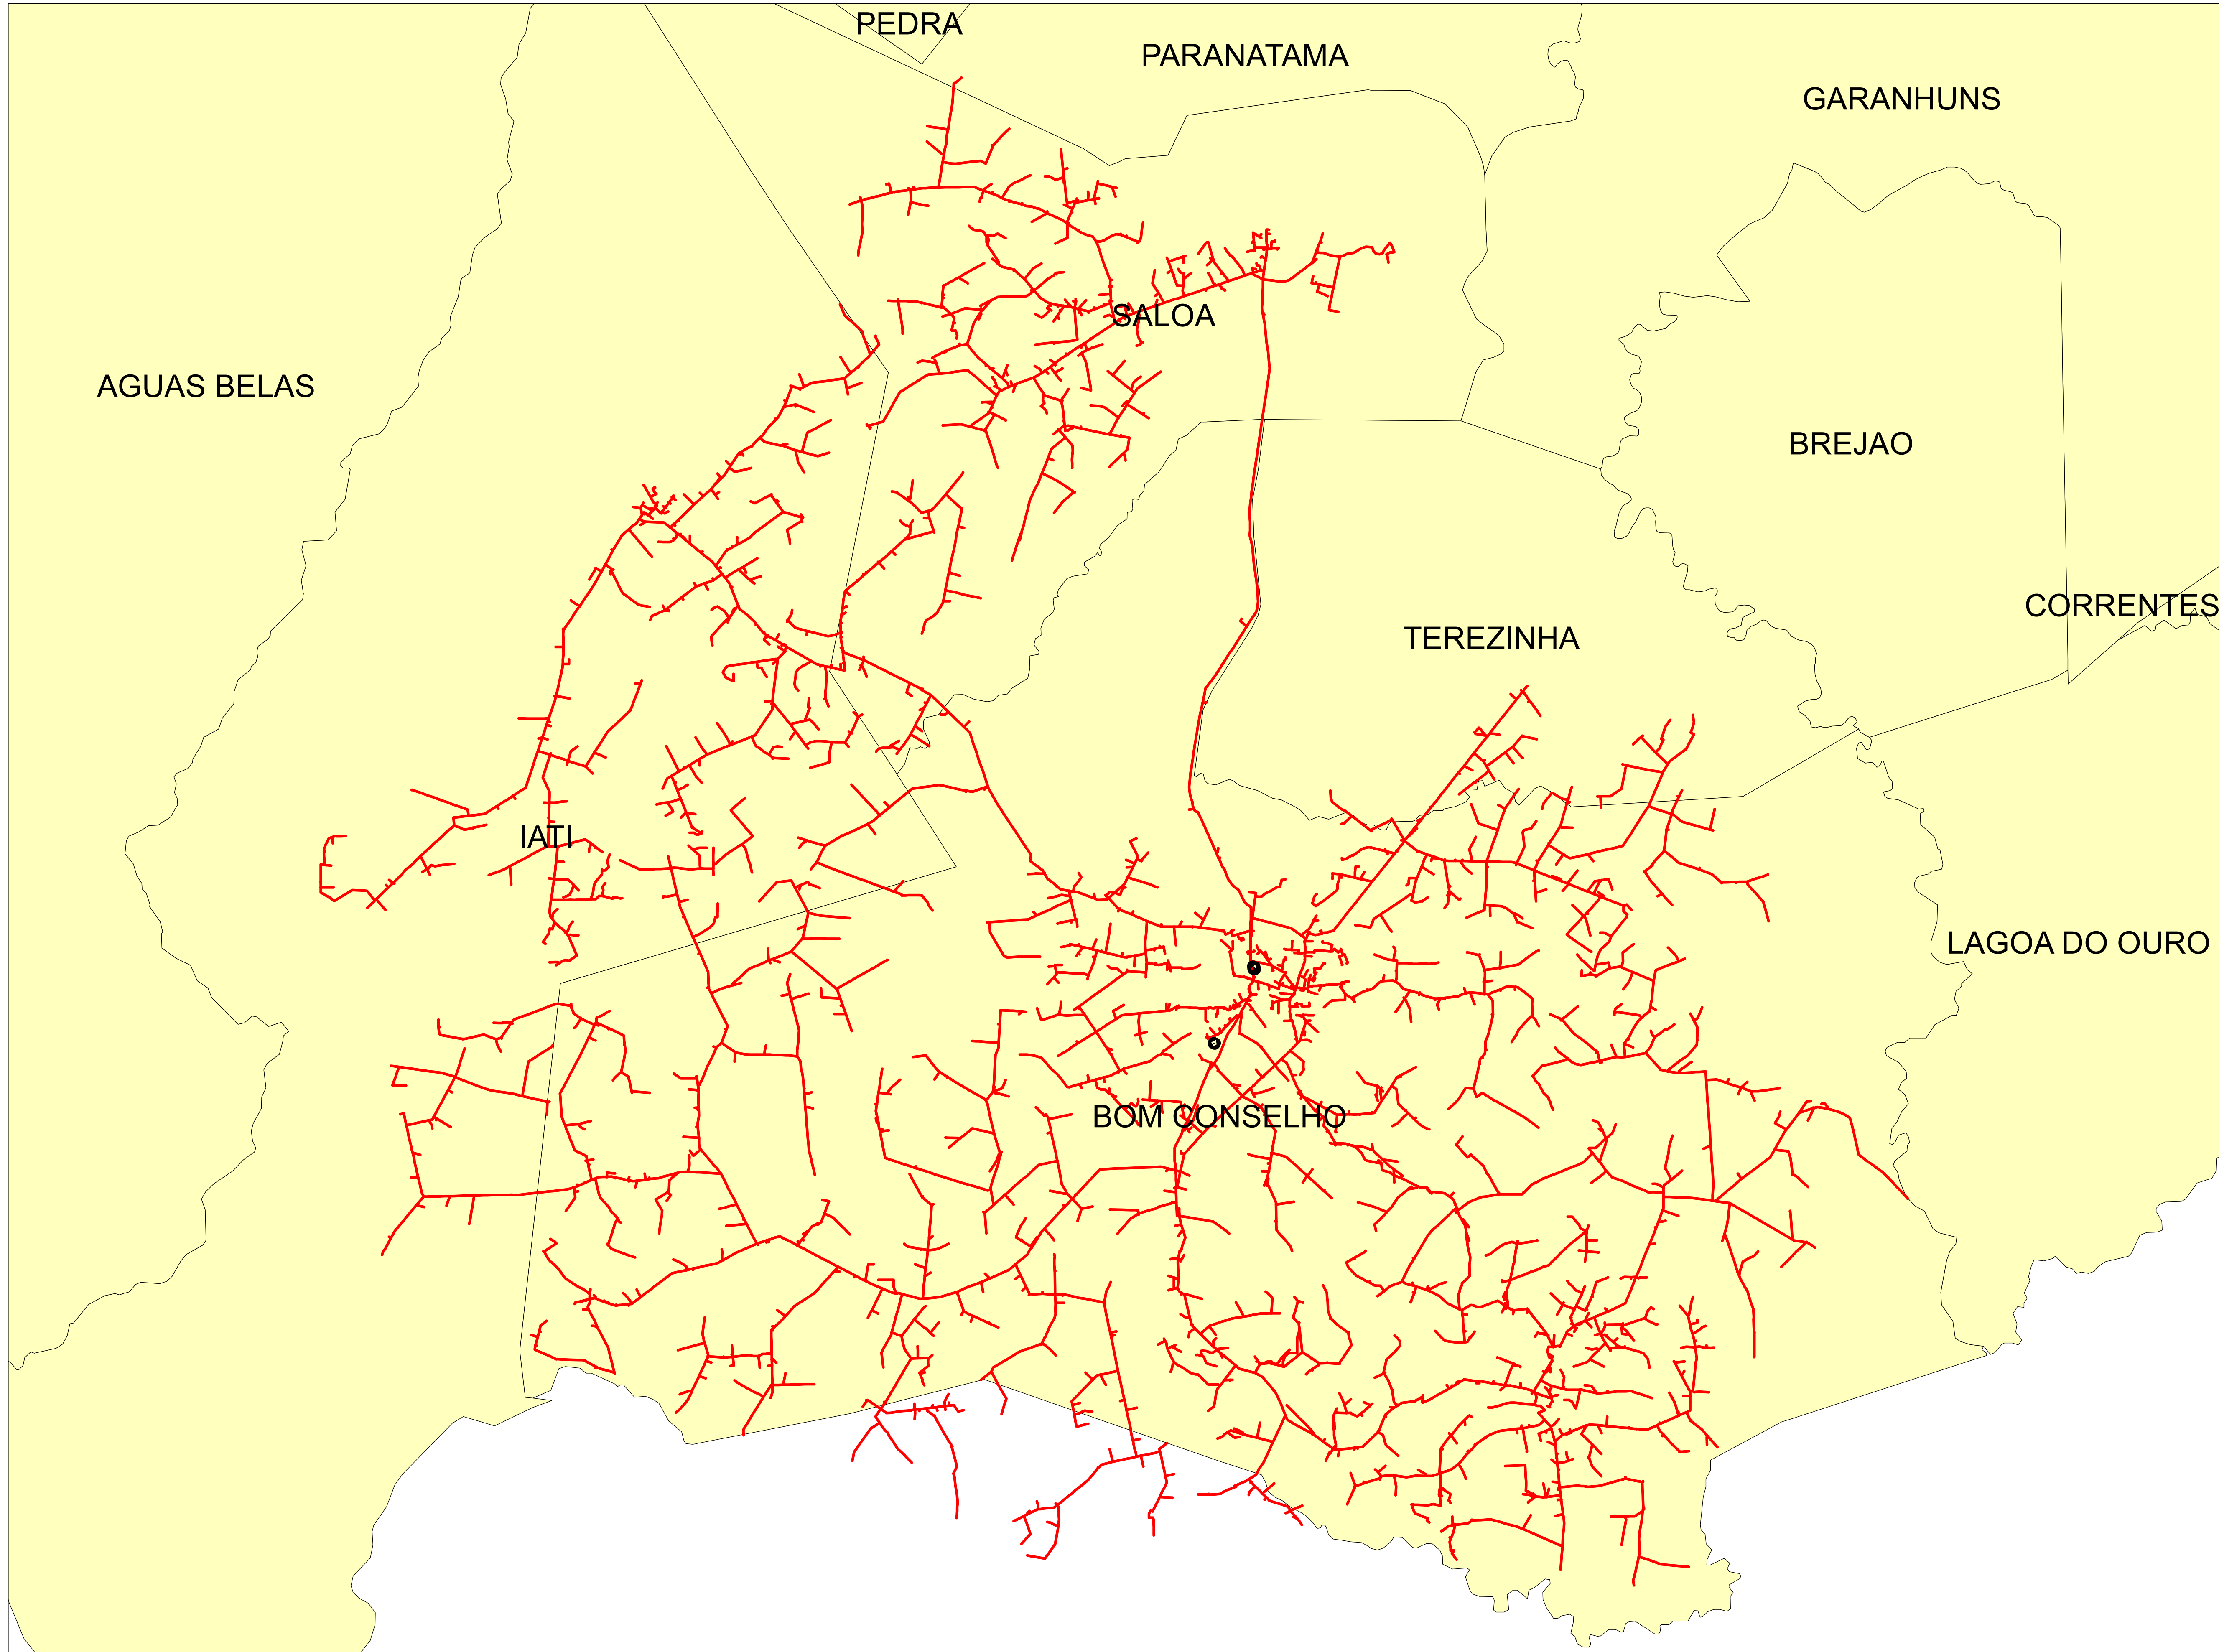 PEDRA
PARANATAMA
GARANHUNS
SALOA
AGUAS BELAS
BREJAO
CORRENTES
TEREZINHA
IATI
LAGOA DO OURO
BOM CONSELHO